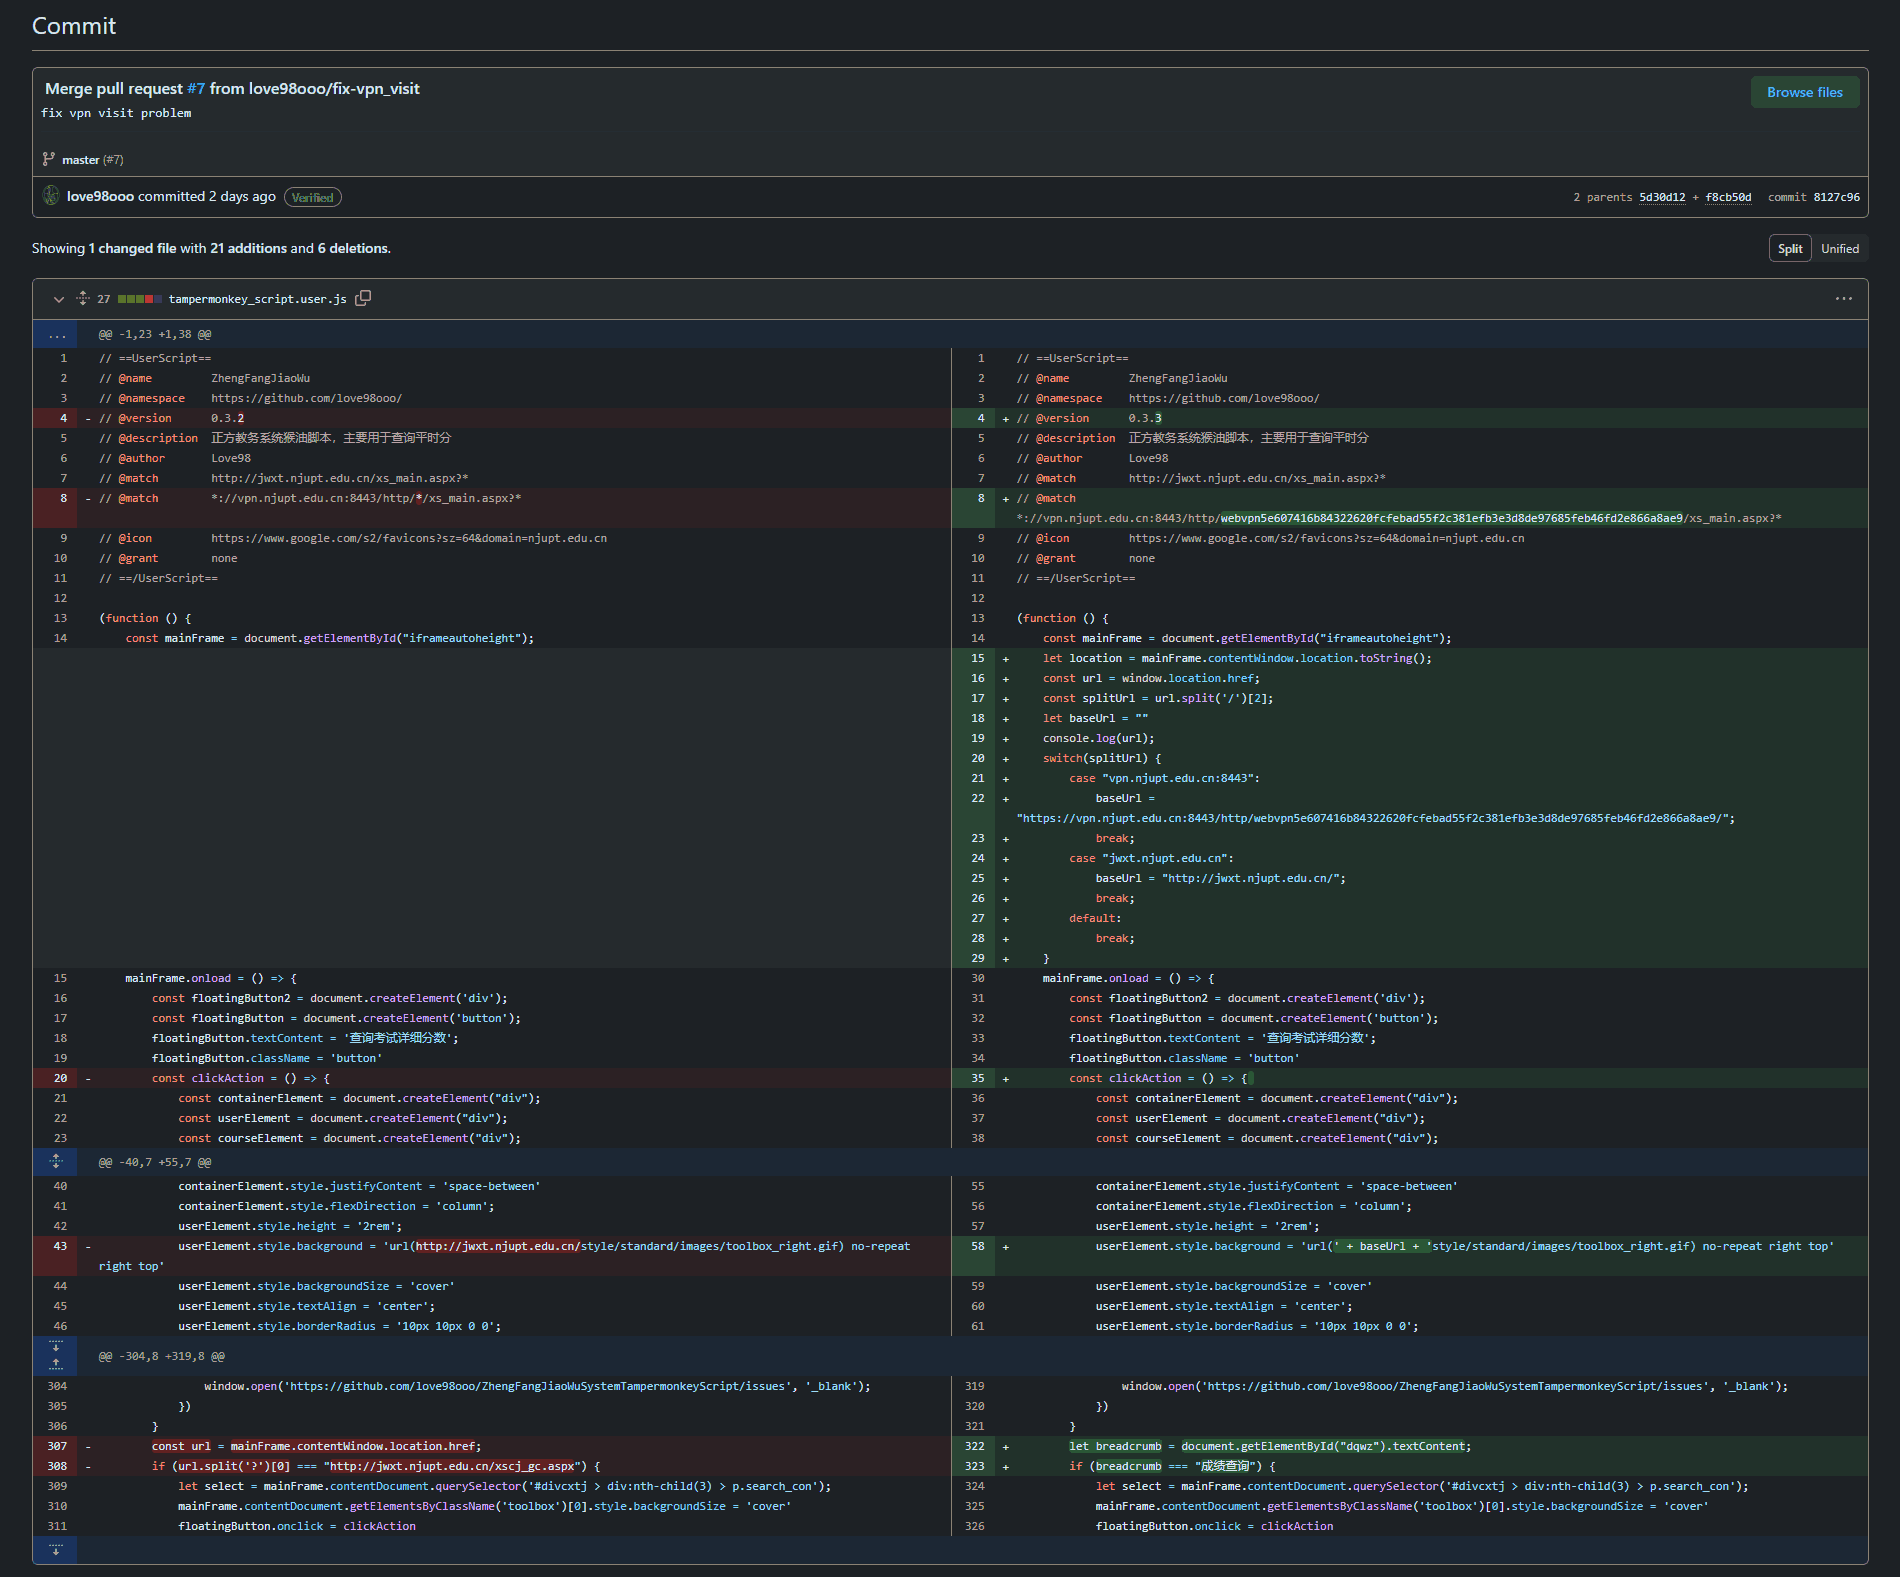 Commit
Merge pull request #7 from love98ooo/fix-vpn_visit
Browse files
fix vpn visit problem
master (#7)
love98ooo committed 2 days ago Verified
2 parents 5d30d12 + f8cb50d commit 8127c96
Showing 1 changed file with 21 additions and 6 deletions.
Split Unified
27 tampermonkey_script.user.js
@@ -1,23 +1,38 @@
1 // ==UserScript==
2 // @name ZhengFangJiaoWu
3 // @namespace https://github.com/love98ooo/
4 - // @version 0.3.2
5 // @description 正方教务系统猴油脚本，主要用于查询平时分
6 // @author Love98
7 // @match http://jwxt.njupt.edu.cn/xs_main.aspx?*
8 - // @match *://vpn.njupt.edu.cn:8443/http/*/xs_main.aspx?*
9 // @icon https://www.google.com/s2/favicons?sz=64&domain=njupt.edu.cn
10 // @grant none
11 // ==/UserScript==
12
13 (function () {
14 const mainFrame = document.getElementById("iframeautoheight");
15 mainFrame.onload = () => {
16 const floatingButton2 = document.createElement('div');
17 const floatingButton = document.createElement('button');
18 floatingButton.textContent = '查询考试详细分数';
19 floatingButton.className = 'button'
20 - const clickAction = () => {
21 const containerElement = document.createElement("div");
22 const userElement = document.createElement("div");
23 const courseElement = document.createElement("div");
1 // ==UserScript==
2 // @name ZhengFangJiaoWu
3 // @namespace https://github.com/love98ooo/
4 + // @version 0.3.3
5 // @description 正方教务系统猴油脚本，主要用于查询平时分
6 // @author Love98
7 // @match http://jwxt.njupt.edu.cn/xs_main.aspx?*
8 + // @match
*://vpn.njupt.edu.cn:8443/http/webvpn5e607416b84322620fcfebad55f2c381efb3e3d8de97685feb46fd2e866a8ae9/xs_main.aspx?*
9 // @icon https://www.google.com/s2/favicons?sz=64&domain=njupt.edu.cn
10 // @grant none
11 // ==/UserScript==
12
13 (function () {
14 const mainFrame = document.getElementById("iframeautoheight");
15 + let location = mainFrame.contentWindow.location.toString();
16 + const url = window.location.href;
17 + const splitUrl = url.split('/')[2];
18 + let baseUrl = ""
19 + console.log(url);
20 + switch(splitUrl) {
21 + case "vpn.njupt.edu.cn:8443":
22 + baseUrl =
"https://vpn.njupt.edu.cn:8443/http/webvpn5e607416b84322620fcfebad55f2c381efb3e3d8de97685feb46fd2e866a8ae9/";
23 + break;
24 + case "jwxt.njupt.edu.cn":
25 + baseUrl = "http://jwxt.njupt.edu.cn/";
26 + break;
27 + default:
28 + break;
29 + }
30 mainFrame.onload = () => {
31 const floatingButton2 = document.createElement('div');
32 const floatingButton = document.createElement('button');
33 floatingButton.textContent = '查询考试详细分数';
34 floatingButton.className = 'button'
35 + const clickAction = () => {
36 const containerElement = document.createElement("div");
37 const userElement = document.createElement("div");
38 const courseElement = document.createElement("div");
@@ -40,7 +55,7 @@
40 containerElement.style.justifyContent = 'space-between'
41 containerElement.style.flexDirection = 'column';
42 userElement.style.height = '2rem';
43 - userElement.style.background = 'url(http://jwxt.njupt.edu.cn/style/standard/images/toolbox_right.gif) no-repeat
right top'
44 userElement.style.backgroundSize = 'cover'
45 userElement.style.textAlign = 'center';
46 userElement.style.borderRadius = '10px 10px 0 0';
55 containerElement.style.justifyContent = 'space-between'
56 containerElement.style.flexDirection = 'column';
57 userElement.style.height = '2rem';
58 + userElement.style.background = 'url(' + baseUrl + 'style/standard/images/toolbox_right.gif) no-repeat right top'
59 userElement.style.backgroundSize = 'cover'
60 userElement.style.textAlign = 'center';
61 userElement.style.borderRadius = '10px 10px 0 0';
@@ -304,8 +319,8 @@
304 window.open('https://github.com/love98ooo/ZhengFangJiaoWuSystemTampermonkeyScript/issues', '_blank');
305 })
306 }
307 - const url = mainFrame.contentWindow.location.href;
308 - if (url.split('?')[0] === "http://jwxt.njupt.edu.cn/xscj_gc.aspx") {
309 let select = mainFrame.contentDocument.querySelector('#divcxtj > div:nth-child(3) > p.search_con');
310 mainFrame.contentDocument.getElementsByClassName('toolbox')[0].style.backgroundSize = 'cover'
311 floatingButton.onclick = clickAction
319 window.open('https://github.com/love98ooo/ZhengFangJiaoWuSystemTampermonkeyScript/issues', '_blank');
320 })
321 }
322 + let breadcrumb = document.getElementById("dqwz").textContent;
323 + if (breadcrumb === "成绩查询") {
324 let select = mainFrame.contentDocument.querySelector('#divcxtj > div:nth-child(3) > p.search_con');
325 mainFrame.contentDocument.getElementsByClassName('toolbox')[0].style.backgroundSize = 'cover'
326 floatingButton.onclick = clickAction